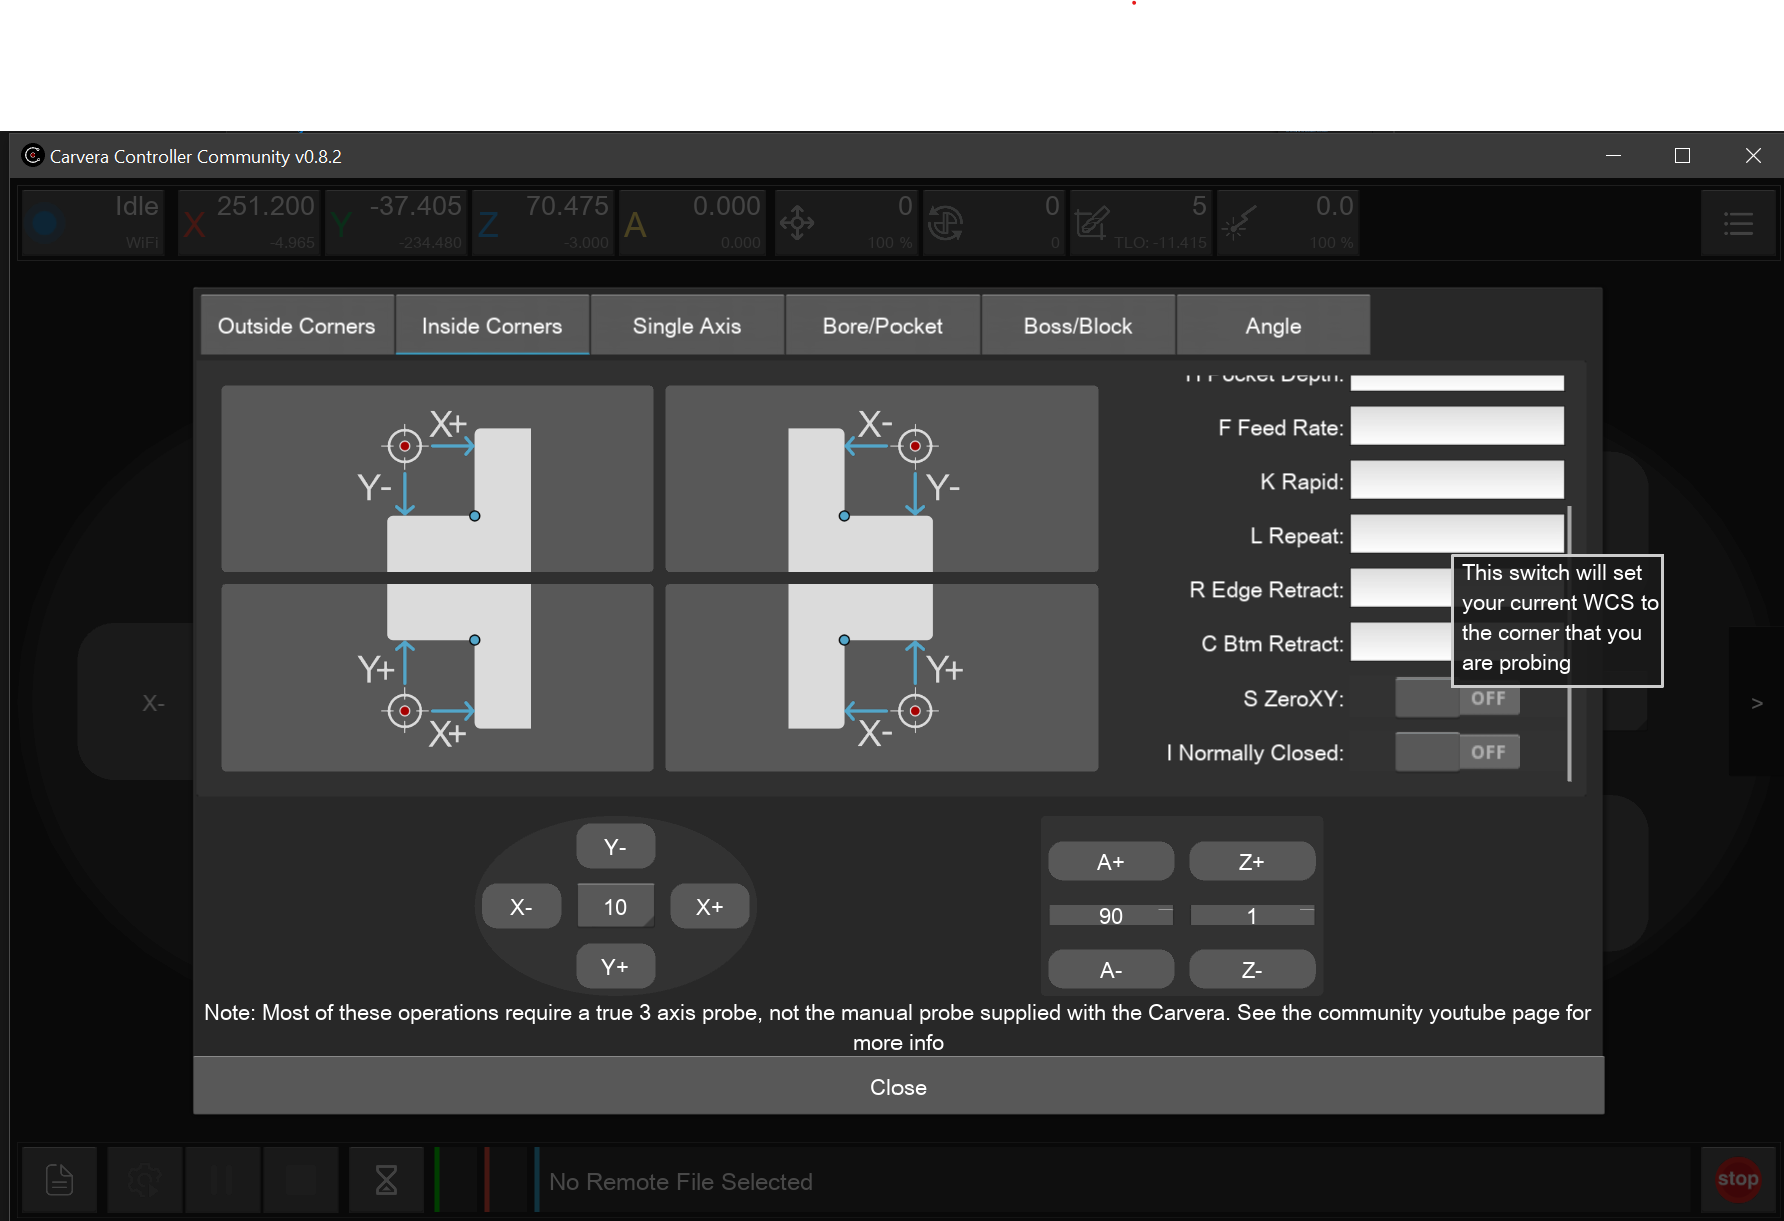 Carvera Controller Community v0.8.2
Idle
WiFi
X 251.200
-4.965
Y -37.405
-234.480
Z 70.475
-3.000
A 0.000
0.000
0
100 %
0
0
5
TLO: -11.415
0.0
100 %
Outside Corners
Inside Corners
Single Axis
Bore/Pocket
Boss/Block
Angle
X+
Y-
X-
Y-
Y+
X+
Y+
X-
H Pocket Depth:
F Feed Rate:
K Rapid:
L Repeat:
R Edge Retract:
C Btm Retract:
S ZeroXY:
OFF
I Normally Closed:
OFF
This switch will set
your current WCS to
the corner that you
are probing
X-
>
Y-
X-
10
X+
Y+
A+
Z+
90
1
A-
Z-
Note: Most of these operations require a true 3 axis probe, not the manual probe supplied with the Carvera. See the community youtube page for
more info
Close
No Remote File Selected
stop